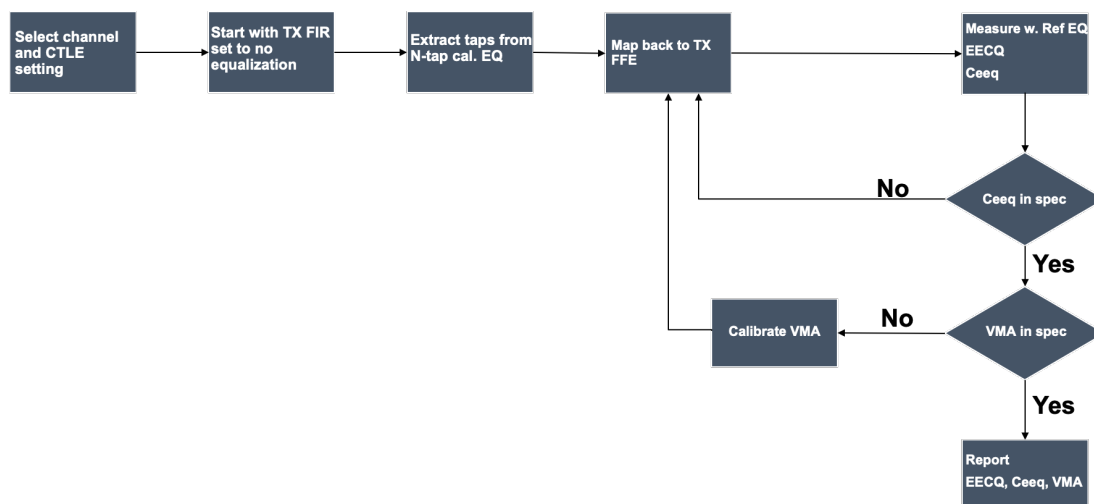 Select channel
and CTLE
setting
Start with TX FIR
set to no
equalization
Extract taps from
N-tap cal. EQ
Map back to TX
FFE
Measure w. Ref EQ
EECQ
Ceeq
No
Ceeq in spec
Yes
Calibrate VMA
No
VMA in spec
Yes
Report
EECQ, Ceeq, VMA